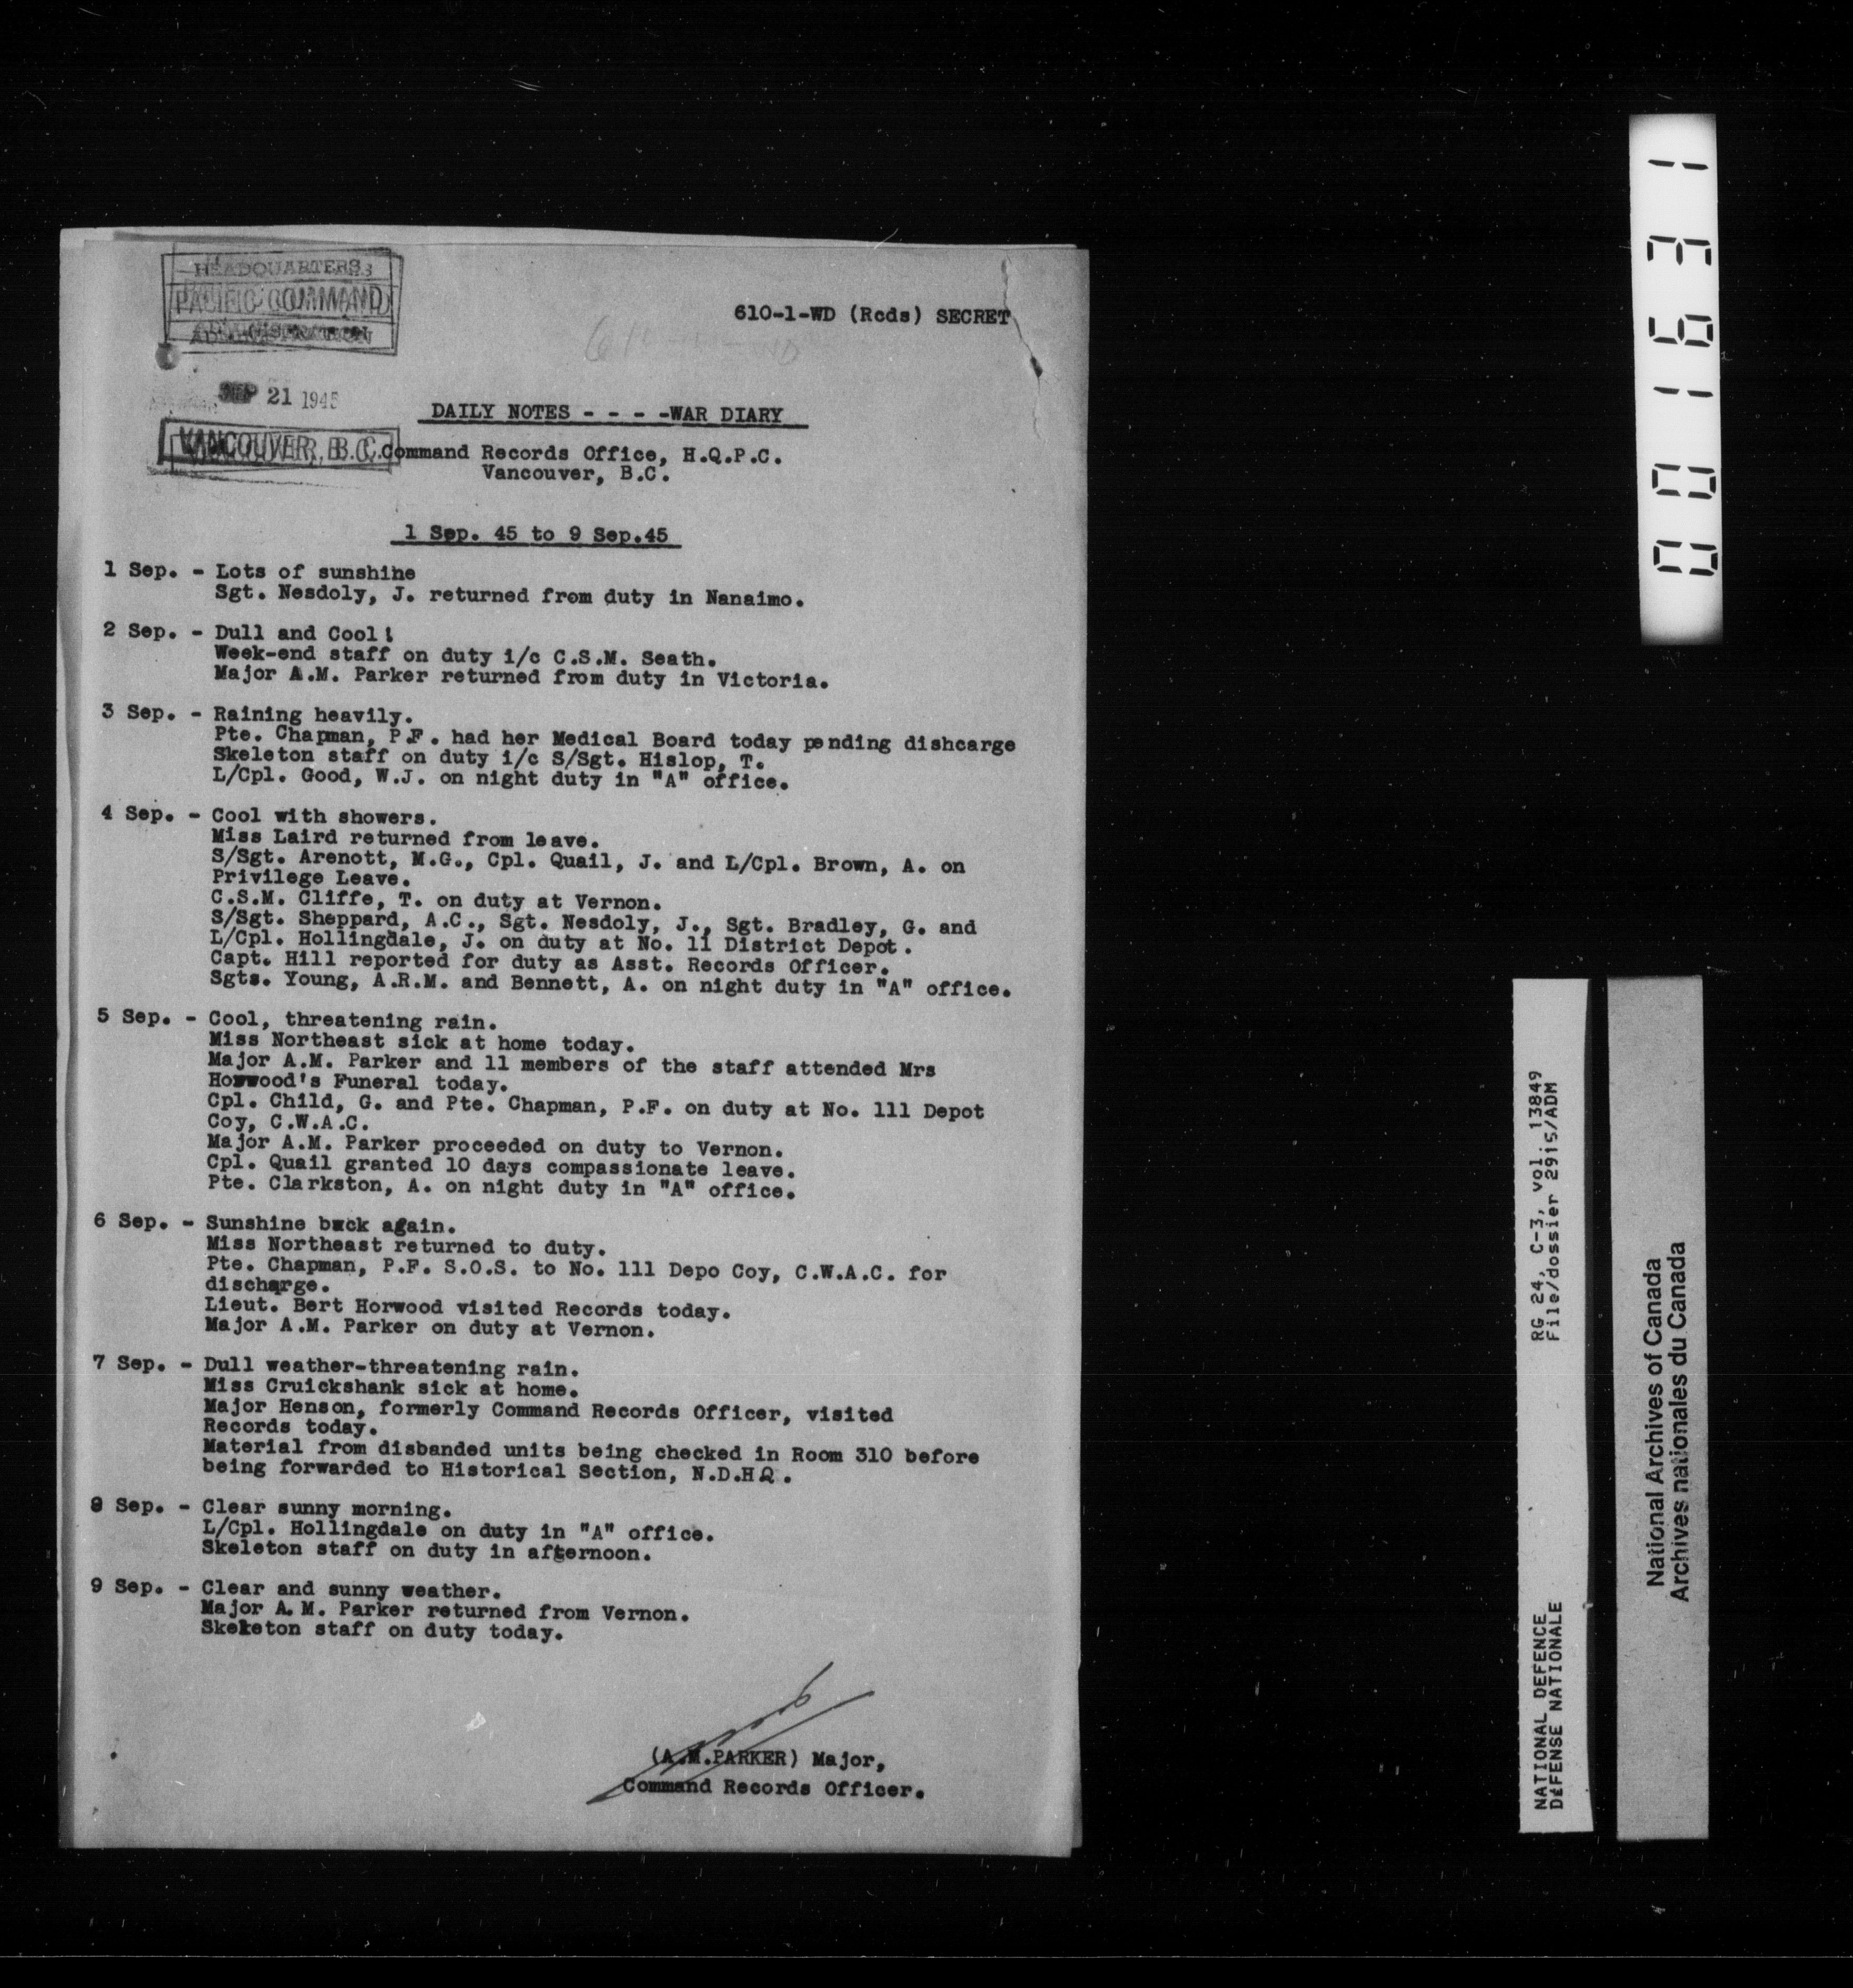 HEADQUARTERS
PACIFIC COMMAND
ADMINISTRATION
610-1-WD (Rcds) SECRET
SEP 21 1945
DAILY NOTES - - - -WAR DIARY
VANCOUVER, B.C.
Command Records Office, H.Q.P.C.
Vancouver, B.C.
1 Sep. 45 to 9 Sep.45
1 Sep. - Lots of sunshine
Sgt. Nesdoly, J. returned from duty in Nanaimo.
2 Sep. - Dull and Cool!
Week-end staff on duty i/c C.S.M. Seath.
Major A.M. Parker returned from duty in Victoria.
3 Sep. - Raining heavily.
Pte. Chapman, P.F. had her Medical Board today pending dishcarge
Skeleton staff on duty i/c S/Sgt. Hislop, T.
L/Cpl. Good, W.J. on night duty in "A" office.
4 Sep. - Cool with showers.
Miss Laird returned from leave.
S/Sgt. Arenott, M.G., Cpl. Quail, J. and L/Cpl. Brown, A. on
Privilege Leave.
C.S.M. Cliffe, T. on duty at Vernon.
S/Sgt. Sheppard, A.C., Sgt. Nesdoly, J., Sgt. Bradley, G. and
L/Cpl. Hollingdale, J. on duty at No. 11 District Depot.
Capt. Hill reported for duty as Asst. Records Officer.
Sgts. Young, A.R.M. and Bennett, A. on night duty in "A" office.
5 Sep. - Cool, threatening rain.
Miss Northeast sick at home today.
Major A.M. Parker and 11 members of the staff attended Mrs
Horwood's Funeral today.
Cpl. Child, G. and Pte. Chapman, P.F. on duty at No. 111 Depot
Coy, C.W.A.C.
Major A.M. Parker proceeded on duty to Vernon.
Cpl. Quail granted 10 days compassionate leave.
Pte. Clarkston, A. on night duty in "A" office.
6 Sep. - Sunshine back again.
Miss Northeast returned to duty.
Pte. Chapman, P.F. S.O.S. to No. 111 Depo Coy, C.W.A.C. for
discharge.
Lieut. Bert Horwood visited Records today.
Major A.M. Parker on duty at Vernon.
7 Sep. - Dull weather-threatening rain.
Miss Cruickshank sick at home.
Major Henson, formerly Command Records Officer, visited
Records today.
Material from disbanded units being checked in Room 310 before
being forwarded to Historical Section, N.D.H.Q.
8 Sep. - Clear sunny morning.
L/Cpl. Hollingdale on duty in "A" office.
Skeleton staff on duty in afternoon.
9 Sep. - Clear and sunny weather.
Major A.M. Parker returned from Vernon.
Skeleton staff on duty today.
(A.M.PARKER) Major,
Command Records Officer.
001631
NATIONAL DEFENCE
DÉFENSE NATIONALE
RG 24, C-3, vol. 13849
File/dossier 2915/ADM
National Archives of Canada
Archives nationales du Canada